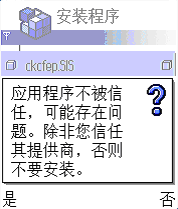 安装程序
ckcfep.SIS
应用程序不被信
任，可能存在问
题。除非您信任
其提供商，否则
不要安装。
是 否